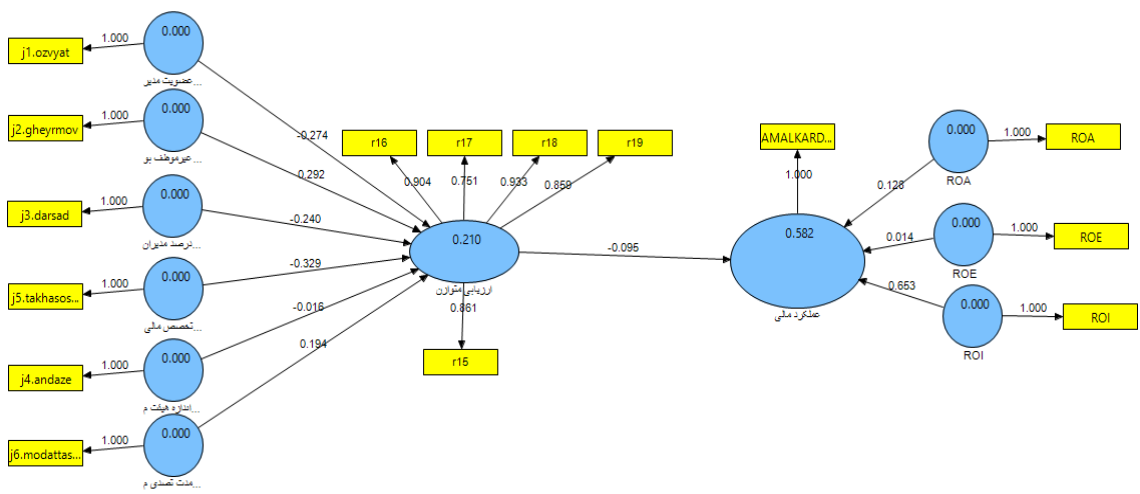 0.000
j1.ozvyat
1.000
عضویت مدیر...
-0.274
0.000
j2.gheyrmov
1.000
غیرموظف بو...
-0.292
0.000
j3.darsad
1.000
درصد مدیران...
-0.240
0.000
j5.takhasos...
1.000
تخصص مالی...
-0.329
0.000
j4.andaze
1.000
اندازه هیئت م...
-0.016
0.000
j6.modattas...
1.000
مدت تصدی م...
0.194
r16
r17
r18
r19
0.904
0.751
0.933
0.859
0.210
ارزیابی متوازن
0.861
r15
-0.095
AMALKARD...
1.000
0.582
عملکرد مالی
0.000
ROA
1.000
ROA
0.128
0.000
ROE
1.000
ROE
0.014
0.000
ROI
1.000
ROI
0.653